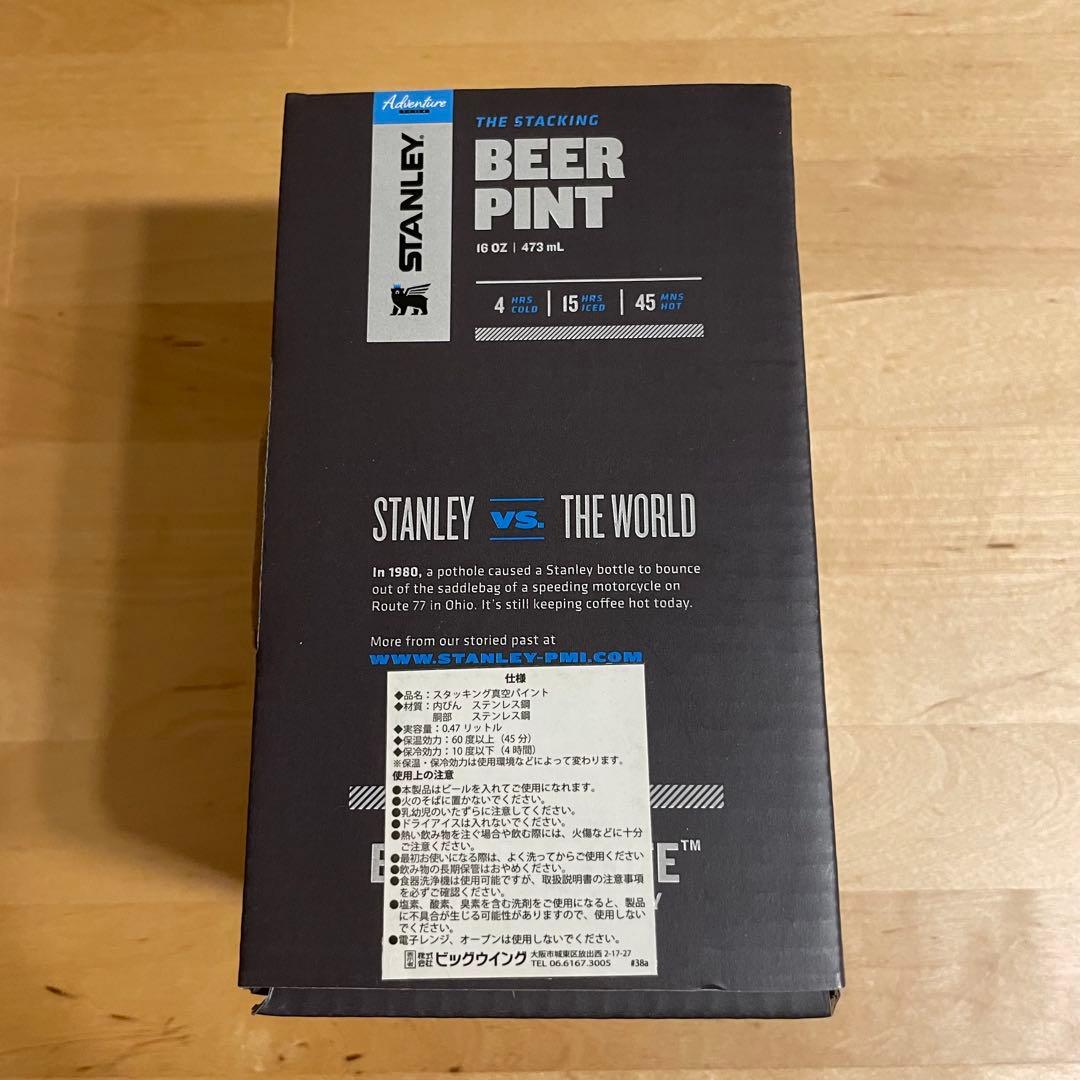 Adventure
STANLEY
THE STACKING
BEER
PINT
16 OZ | 473 mL
4 HRS COLD | 15 HRS ICED | 45 MNS HOT
STANLEY VS. THE WORLD
In 1980, a pothole caused a Stanley bottle to bounce
out of the saddlebag of a speeding motorcycle on
Route 77 in Ohio. It's still keeping coffee hot today.
More from our storied past at
WWW.STANLEY-PMI.COM
仕様
◆品名：スタッキング真空パイント
◆材質：内びん ステンレス鋼
胴部 ステンレス鋼
◆実容量：0.47 リットル
◆保温効力：60 度以上（45 分）
◆保冷効力：10 度以下（4 時間）
※保温・保冷効力は使用環境などによって変わります。
使用上の注意
●本製品はビールを入れてご使用になれます。
●火のそばに置かないでください。
●乳幼児のいたずらに注意してください。
●ドライアイスは入れないでください。
●熱い飲み物を注ぐ場合や飲む際には、火傷などに十分
ご注意ください。
●最初お使いになる際は、よく洗ってからご使用ください
●飲み物の長期保管はおやめください。
●食器洗浄機は使用可能ですが、取扱説明書の注意事項
を必ずご確認ください。
●塩素、酸素、臭素を含む洗剤をご使用になると、製品
に不具合が生じる可能性がありますので、使用しない
でください。
●電子レンジ、オーブンは使用しないでください。
表示者 株式会社 ビッグウイング 大阪市城東区放出西 2-17-27
TEL 06.6167.3005 #38a